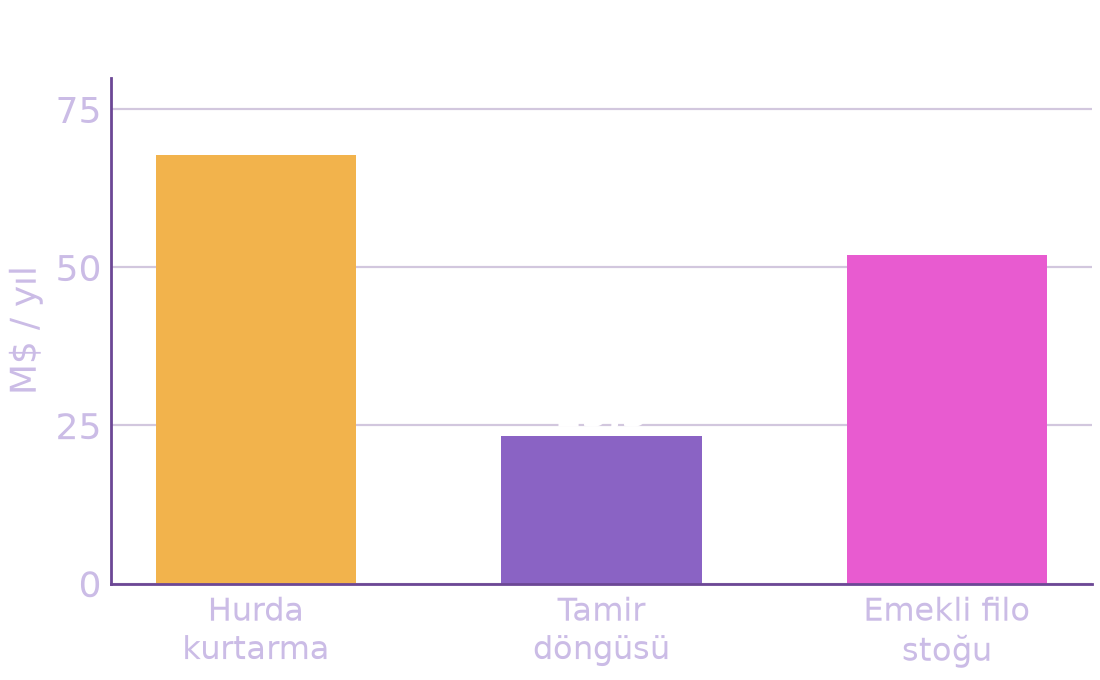 75
50
25
0
M$ / yıl
Hurda
kurtarma
Tamir
döngüsü
Emekli filo
stoğu